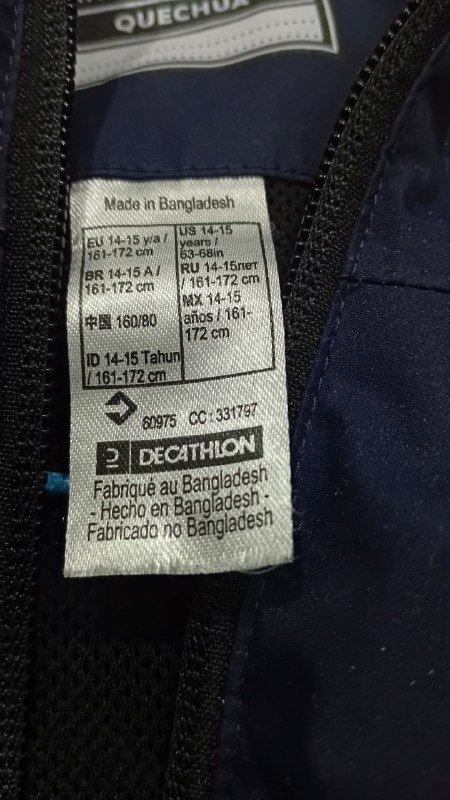 QUECHUA
Made in Bangladesh
EU 14-15 y/a /
161-172 cm
BR 14-15 A /
161-172 cm
中国 160/80
ID 14-15 Tahun
/ 161-172 cm
US 14-15
years /
63-68in
RU 14-15лет
/ 161-172 cm
MX 14-15
años / 161-
172 cm
60975 CC:331797
DECATHLON
Fabriqué au Bangladesh
- Hecho en Bangladesh -
Fabricado no Bangladesh